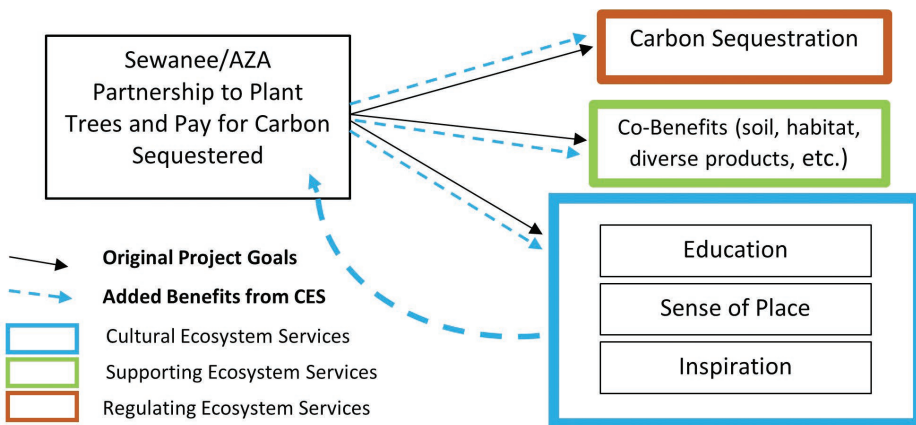 Sewanee/AZA
Partnership to Plant
Trees and Pay for Carbon
Sequestered
Carbon Sequestration
Co-Benefits (soil, habitat,
diverse products, etc.)
Education
Sense of Place
Inspiration
Original Project Goals
Added Benefits from CES
Cultural Ecosystem Services
Supporting Ecosystem Services
Regulating Ecosystem Services